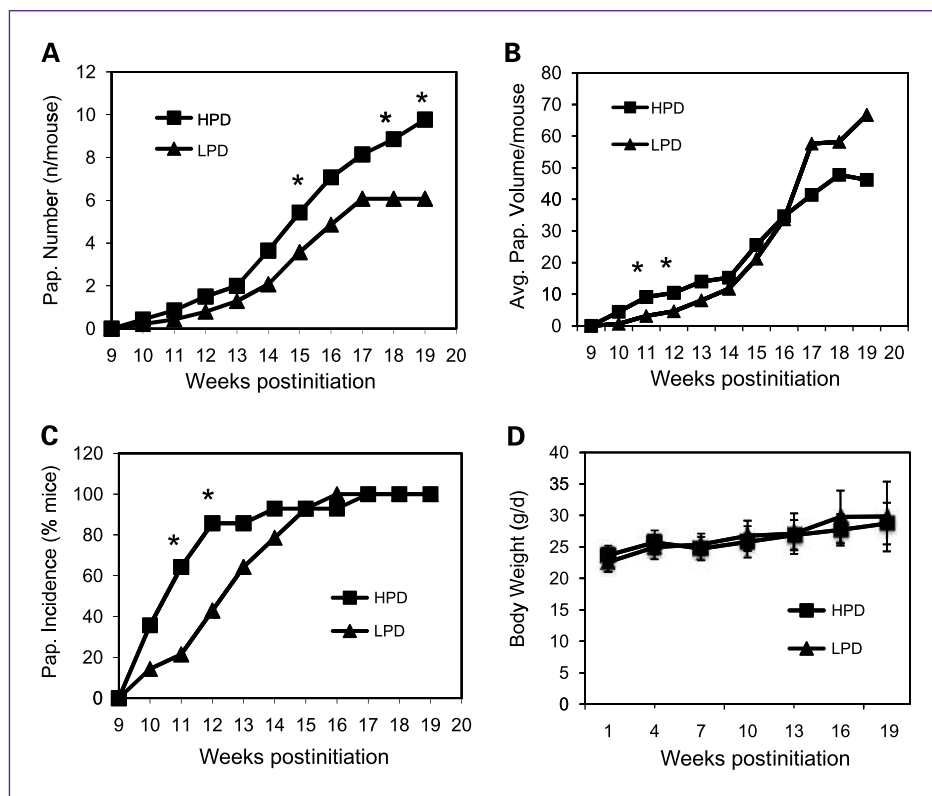 A
Pap. Number (n/mouse)
12
10
8
6
4
2
0
HPD
LPD
*
*
*
9 10 11 12 13 14 15 16 17 18 19 20
Weeks postinitiation
B
Avg. Pap. Volume/mouse
80
70
60
50
40
30
20
10
0
HPD
LPD
* *
9 10 11 12 13 14 15 16 17 18 19 20
Weeks postinitiation
C
Pap. Incidence (% mice)
120
100
80
60
40
20
0
*
*
HPD
LPD
9 10 11 12 13 14 15 16 17 18 19 20
Weeks postinitiation
D
Body Weight (g/d)
40
35
30
25
20
15
10
5
0
HPD
LPD
1 4 7 10 13 16 19
Weeks postinitiation